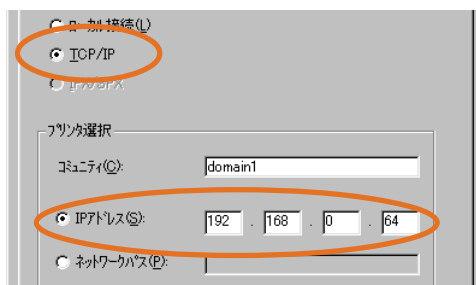 ローカル接続(L)
TCP/IP
IPX/SPX
プリンタ選択
コミュニティ(C): domain1
IPアドレス(S): 192 . 168 . 0 . 64
ネットワークパス(P):